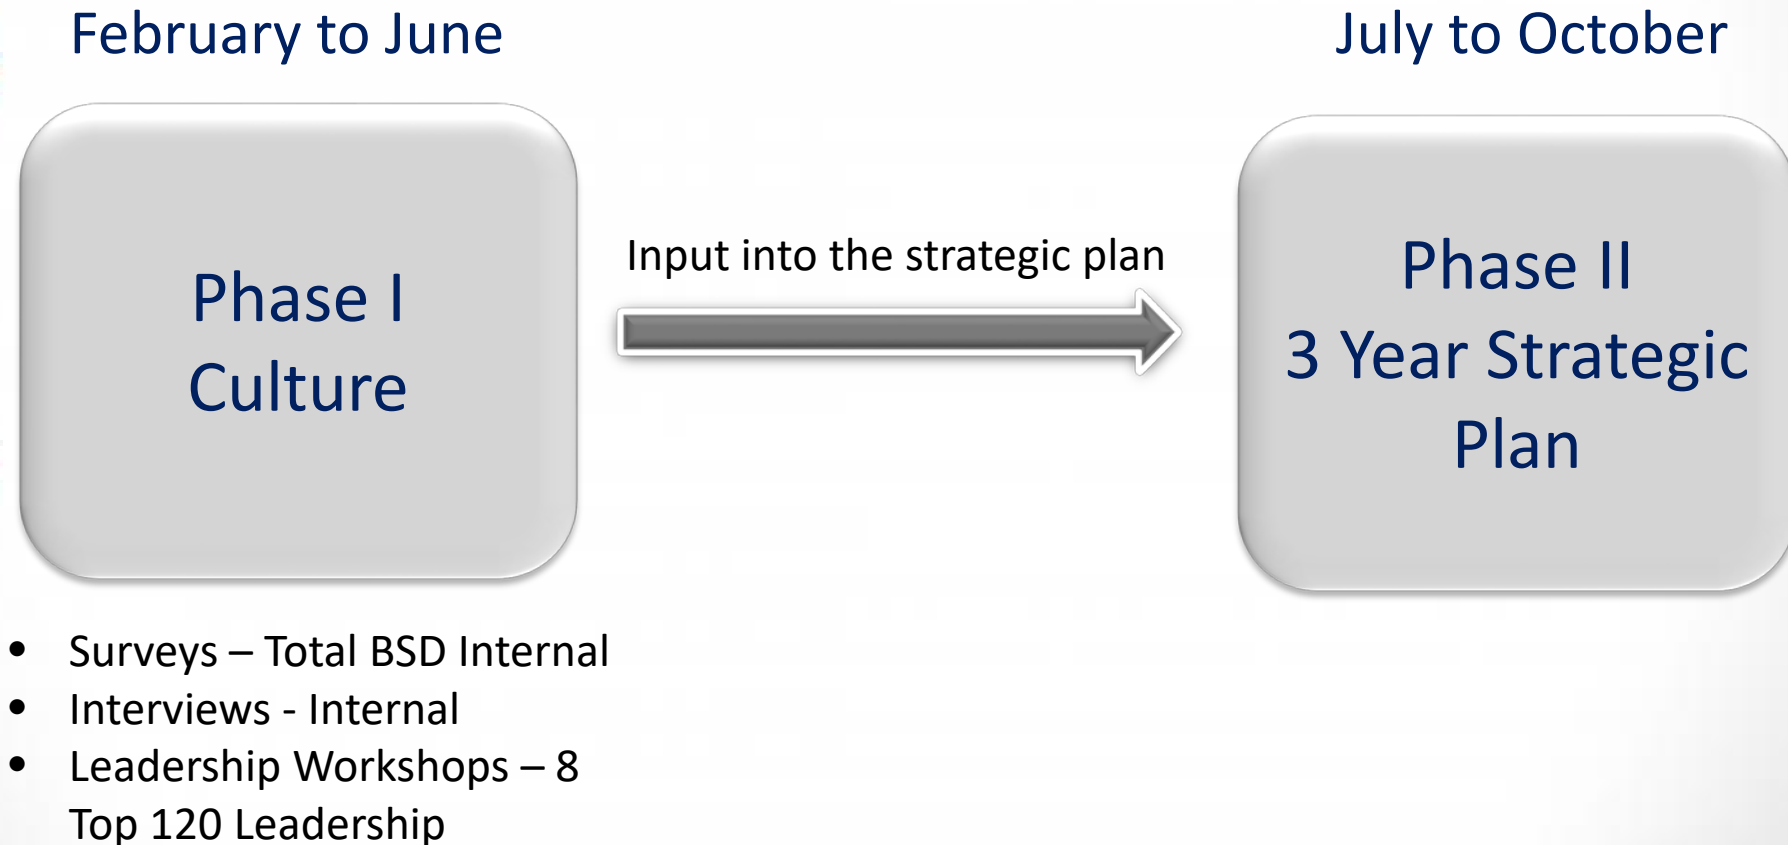 February to June
July to October
Phase I
Culture
Input into the strategic plan
Phase II
3 Year Strategic
Plan
• Surveys – Total BSD Internal
• Interviews - Internal
• Leadership Workshops – 8
Top 120 Leadership